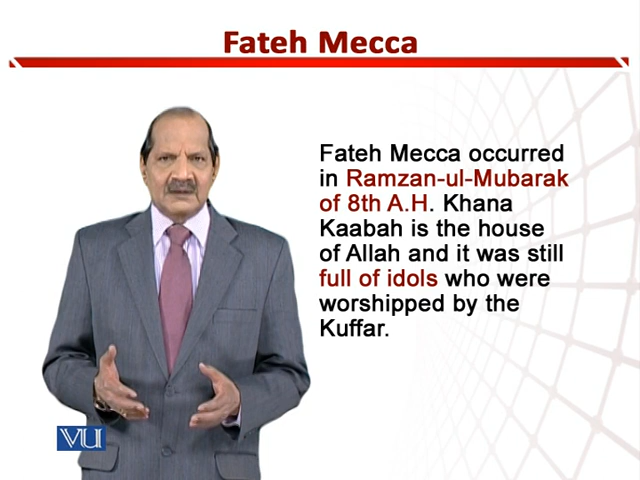 Fateh Mecca
Fateh Mecca occurred
in Ramzan-ul-Mubarak
of 8th A.H. Khana
Kaabah is the house
of Allah and it was still
full of idols who were
worshipped by the
Kuffar.
VU